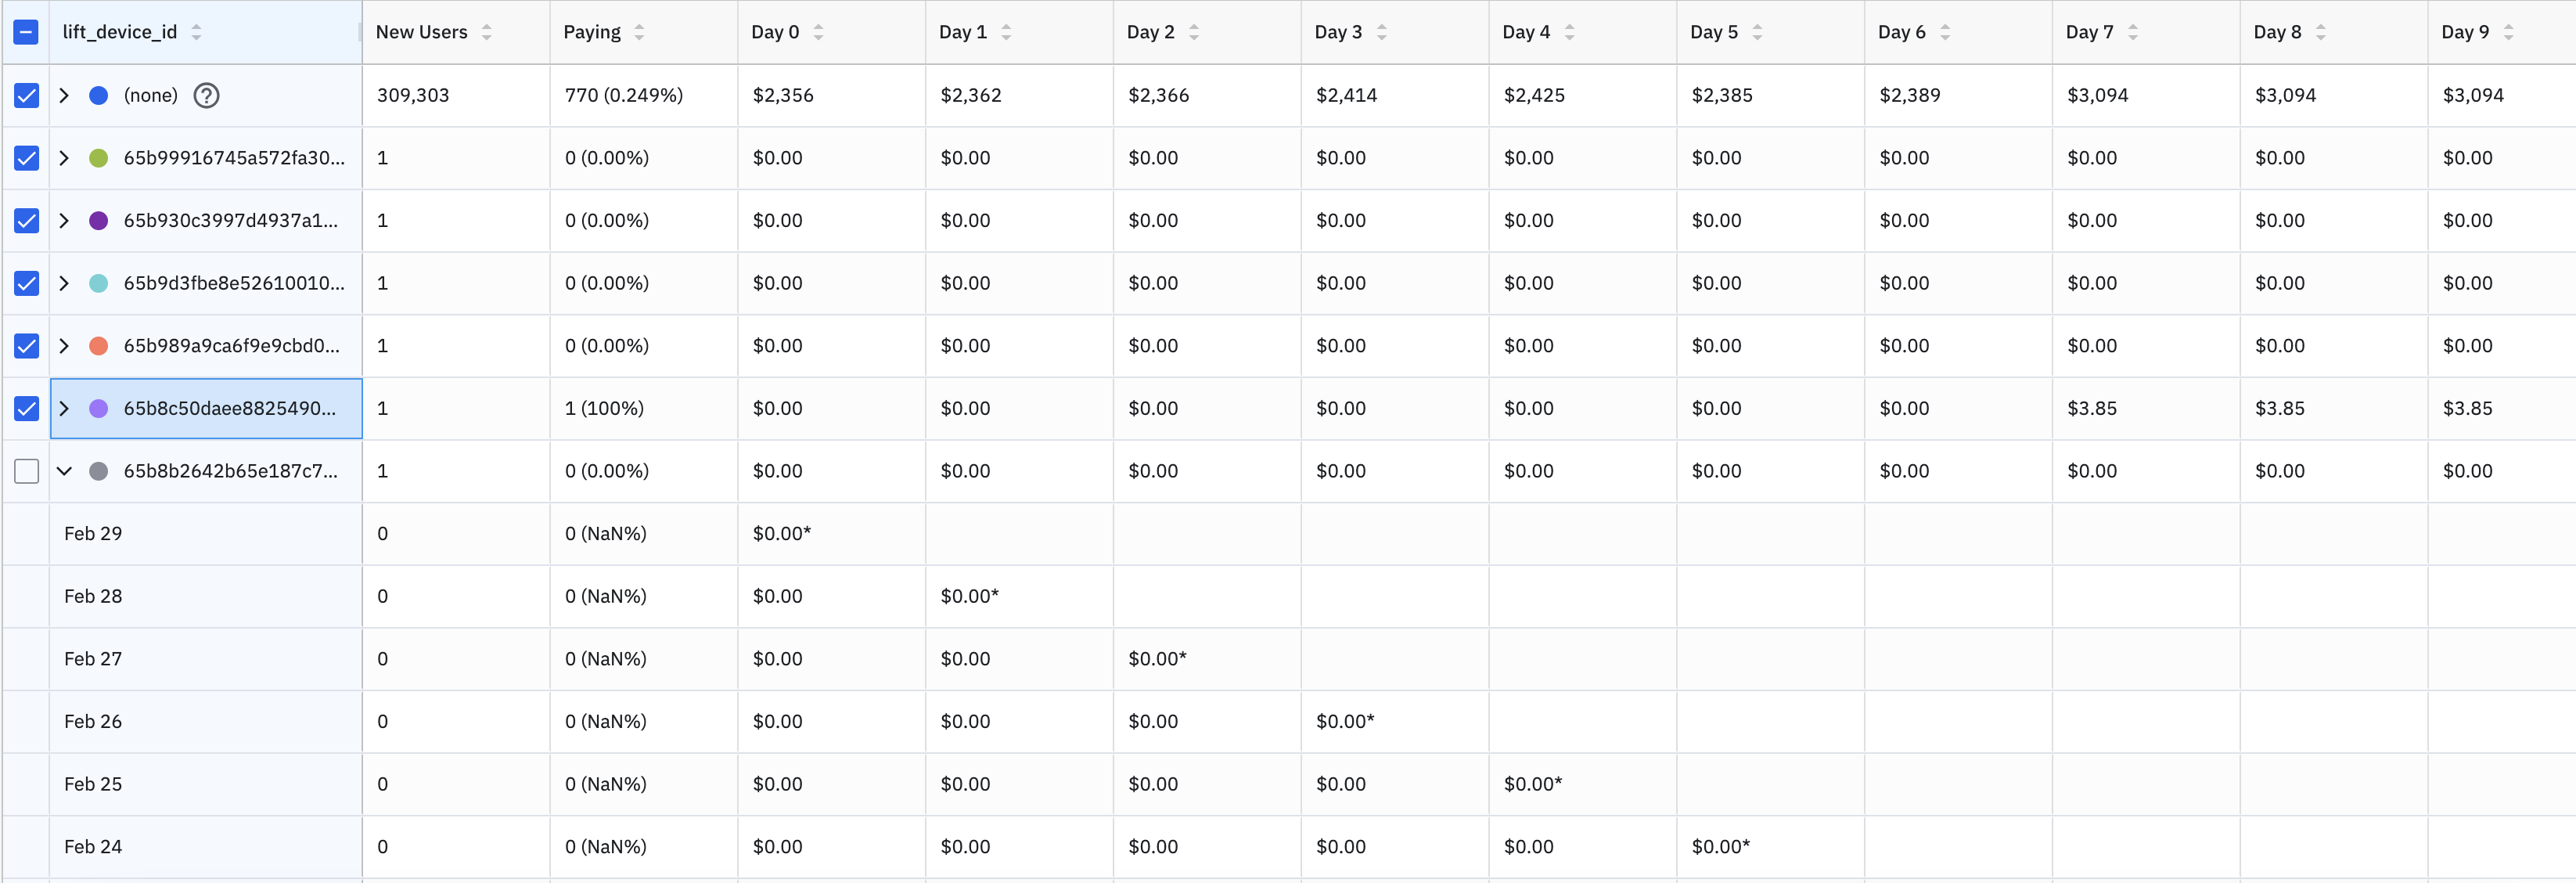 lift_device_id New Users Paying Day 0 Day 1 Day 2 Day 3 Day 4 Day 5 Day 6 Day 7 Day 8 Day 9
(none) ? 309,303 770 (0.249%) $2,356 $2,362 $2,366 $2,414 $2,425 $2,385 $2,389 $3,094 $3,094 $3,094
65b99916745a572fa30... 1 0 (0.00%) $0.00 $0.00 $0.00 $0.00 $0.00 $0.00 $0.00 $0.00 $0.00 $0.00
65b930c3997d4937a1... 1 0 (0.00%) $0.00 $0.00 $0.00 $0.00 $0.00 $0.00 $0.00 $0.00 $0.00 $0.00
65b9d3fbe8e52610010... 1 0 (0.00%) $0.00 $0.00 $0.00 $0.00 $0.00 $0.00 $0.00 $0.00 $0.00 $0.00
65b989a9ca6f9e9cbd0... 1 0 (0.00%) $0.00 $0.00 $0.00 $0.00 $0.00 $0.00 $0.00 $0.00 $0.00 $0.00
65b8c50daee8825490... 1 1 (100%) $0.00 $0.00 $0.00 $0.00 $0.00 $0.00 $0.00 $3.85 $3.85 $3.85
65b8b2642b65e187c7... 1 0 (0.00%) $0.00 $0.00 $0.00 $0.00 $0.00 $0.00 $0.00 $0.00 $0.00 $0.00
Feb 29 0 0 (NaN%) $0.00*
Feb 28 0 0 (NaN%) $0.00 $0.00*
Feb 27 0 0 (NaN%) $0.00 $0.00 $0.00*
Feb 26 0 0 (NaN%) $0.00 $0.00 $0.00 $0.00*
Feb 25 0 0 (NaN%) $0.00 $0.00 $0.00 $0.00 $0.00*
Feb 24 0 0 (NaN%) $0.00 $0.00 $0.00 $0.00 $0.00 $0.00*